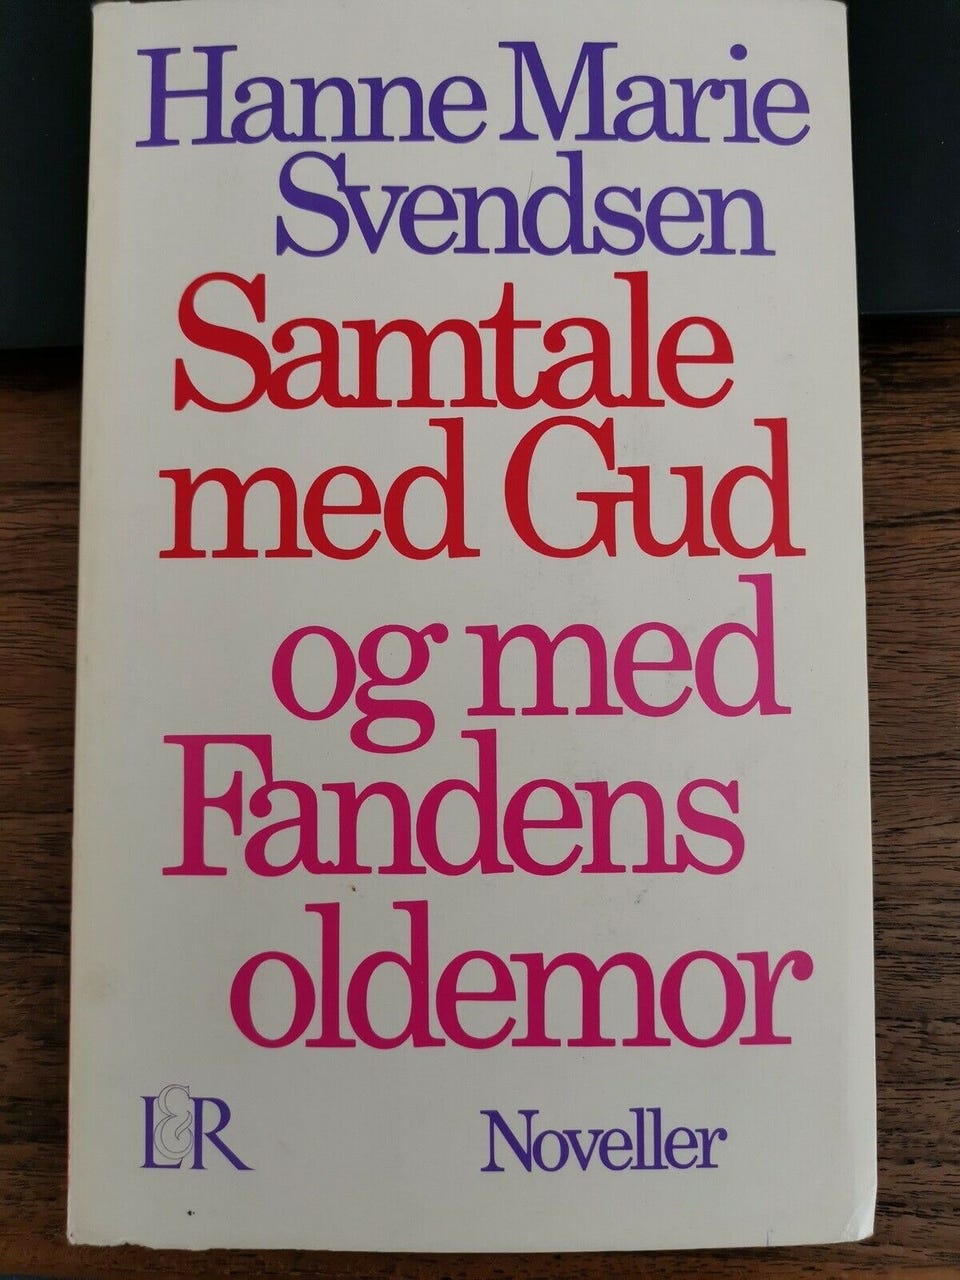 Hanne Marie
Svendsen
Samtale
med Gud
og med
Fandens
oldemor
L&R
Noveller